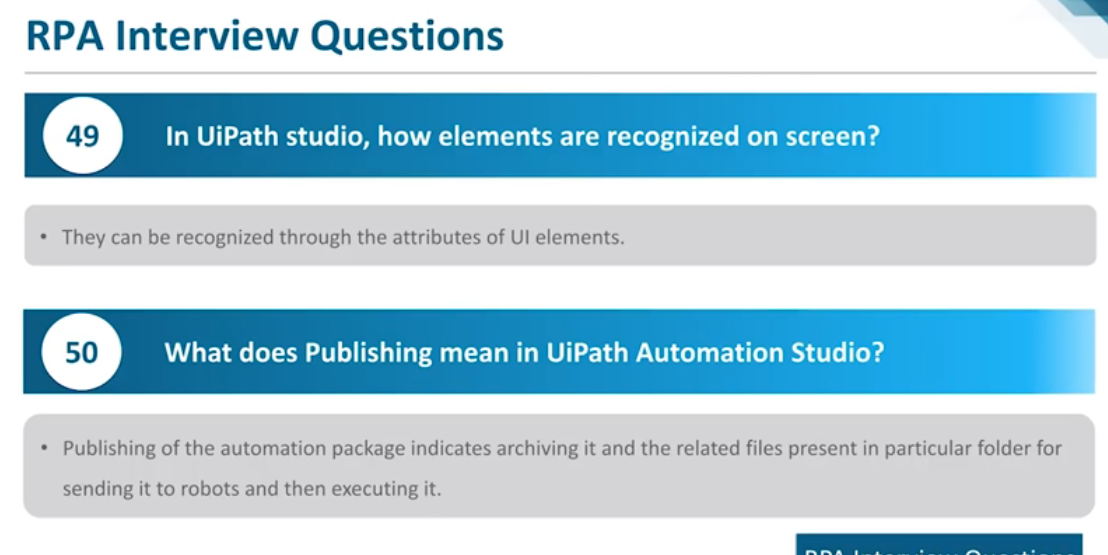 RPA Interview Questions
49
In UiPath studio, how elements are recognized on screen?
• They can be recognized through the attributes of UI elements.
50
What does Publishing mean in UiPath Automation Studio?
• Publishing of the automation package indicates archiving it and the related files present in particular folder for
sending it to robots and then executing it.
RPA Interview Questions